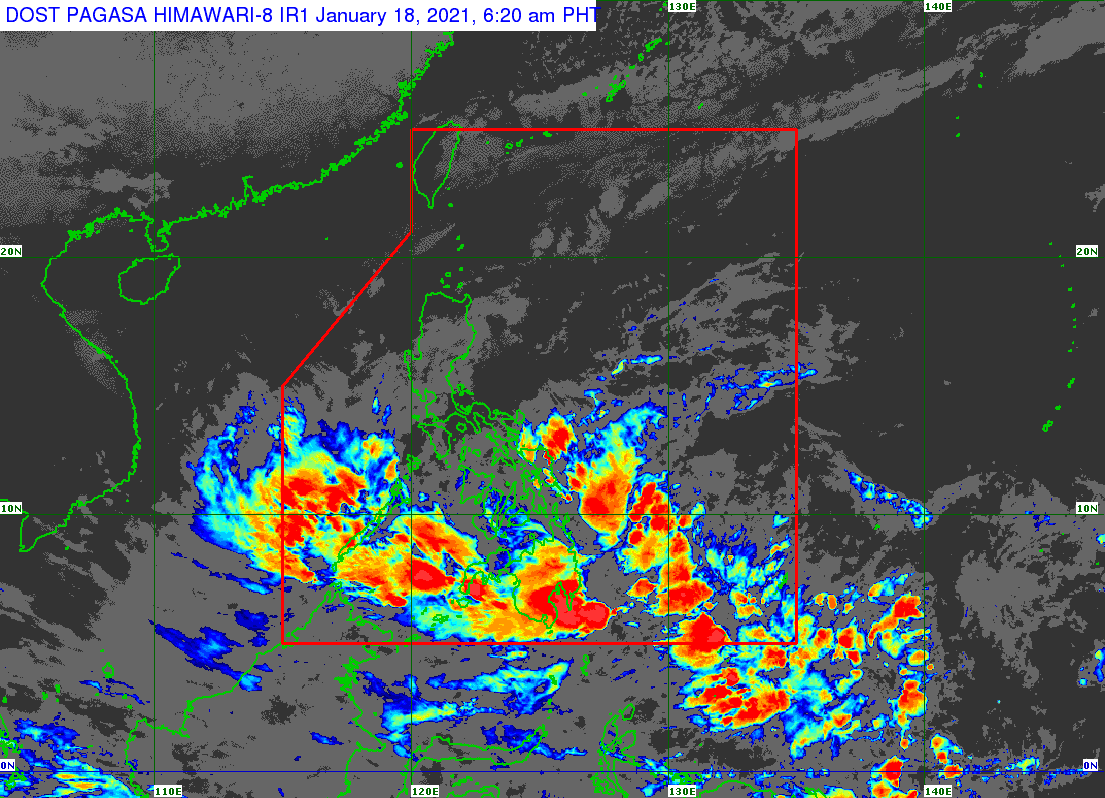 DOST PAGASA HIMAWARI-8 IR1 January 18, 2021, 6:20 am PHT
130E 140E
20N 20N
10N 10N
0N 0N
110E 120E 130E 140E